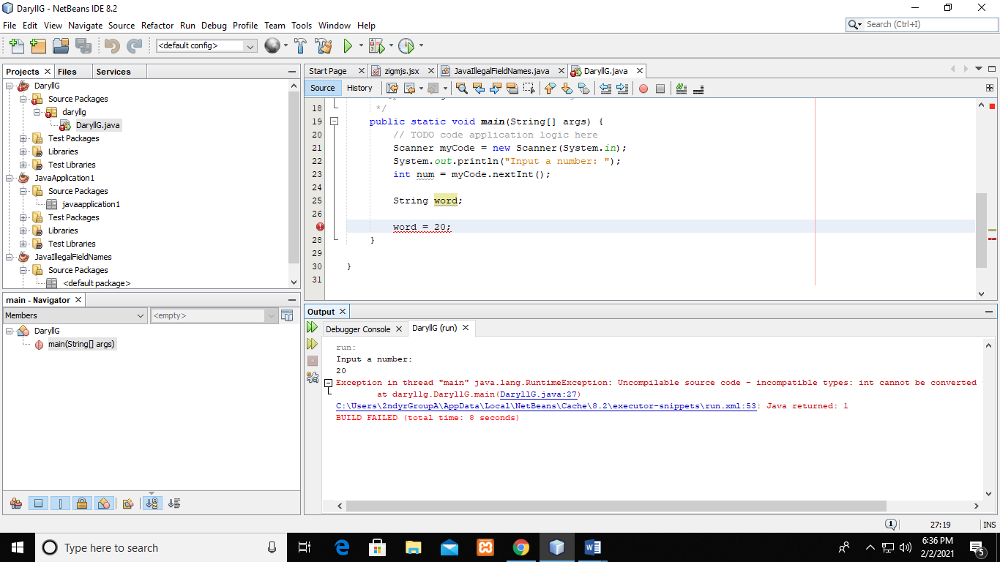 DaryllG - NetBeans IDE 8.2
File Edit View Navigate Source Refactor Run Debug Profile Team Tools Window Help
Search (Ctrl+I)
<default config>
Projects Files Services
DaryllG
Source Packages
daryllg
DaryllG.java
Test Packages
Libraries
Test Libraries
JavaApplication1
Source Packages
javaapplication1
Test Packages
Libraries
Test Libraries
JavaIllegalFieldNames
Source Packages
<default package>
main - Navigator
Members <empty>
DaryllG
main(String[] args)
Start Page zigmjs.jsx JavaIllegalFieldNames.java DaryllG.java
Source History
18 */
19 public static void main(String[] args) {
20 // TODO code application logic here
21 Scanner myCode = new Scanner(System.in);
22 System.out.println("Input a number: ");
23 int num = myCode.nextInt();
24
25 String word;
26
word = 20;
28 }
29
30 }
31
Output
Debugger Console DaryllG (run)
run:
Input a number:
20
Exception in thread "main" java.lang.RuntimeException: Uncompilable source code - incompatible types: int cannot be converted
at daryllg.DaryllG.main(DaryllG.java:27)
C:\Users\2ndyrGroupA\AppData\Local\NetBeans\Cache\8.2\executor-snippets\run.xml:53: Java returned: 1
BUILD FAILED (total time: 8 seconds)
1
27:19 INS
Type here to search
6:36 PM
2/2/2021
5